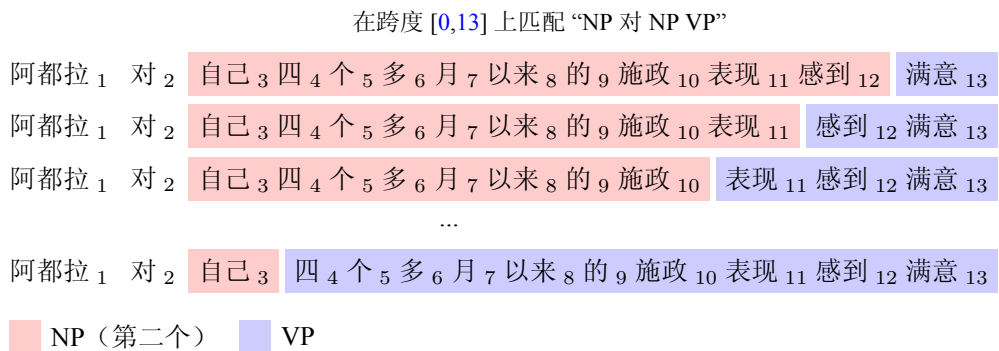 在跨度 [0,13] 上匹配 “NP 对 NP VP”
阿都拉 1 对 2 自己 3 四 4 个 5 多 6 月 7 以来 8 的 9 施政 10 表现 11 感到 12 满意 13
阿都拉 1 对 2 自己 3 四 4 个 5 多 6 月 7 以来 8 的 9 施政 10 表现 11 感到 12 满意 13
阿都拉 1 对 2 自己 3 四 4 个 5 多 6 月 7 以来 8 的 9 施政 10 表现 11 感到 12 满意 13
...
阿都拉 1 对 2 自己 3 四 4 个 5 多 6 月 7 以来 8 的 9 施政 10 表现 11 感到 12 满意 13
NP（第二个） VP